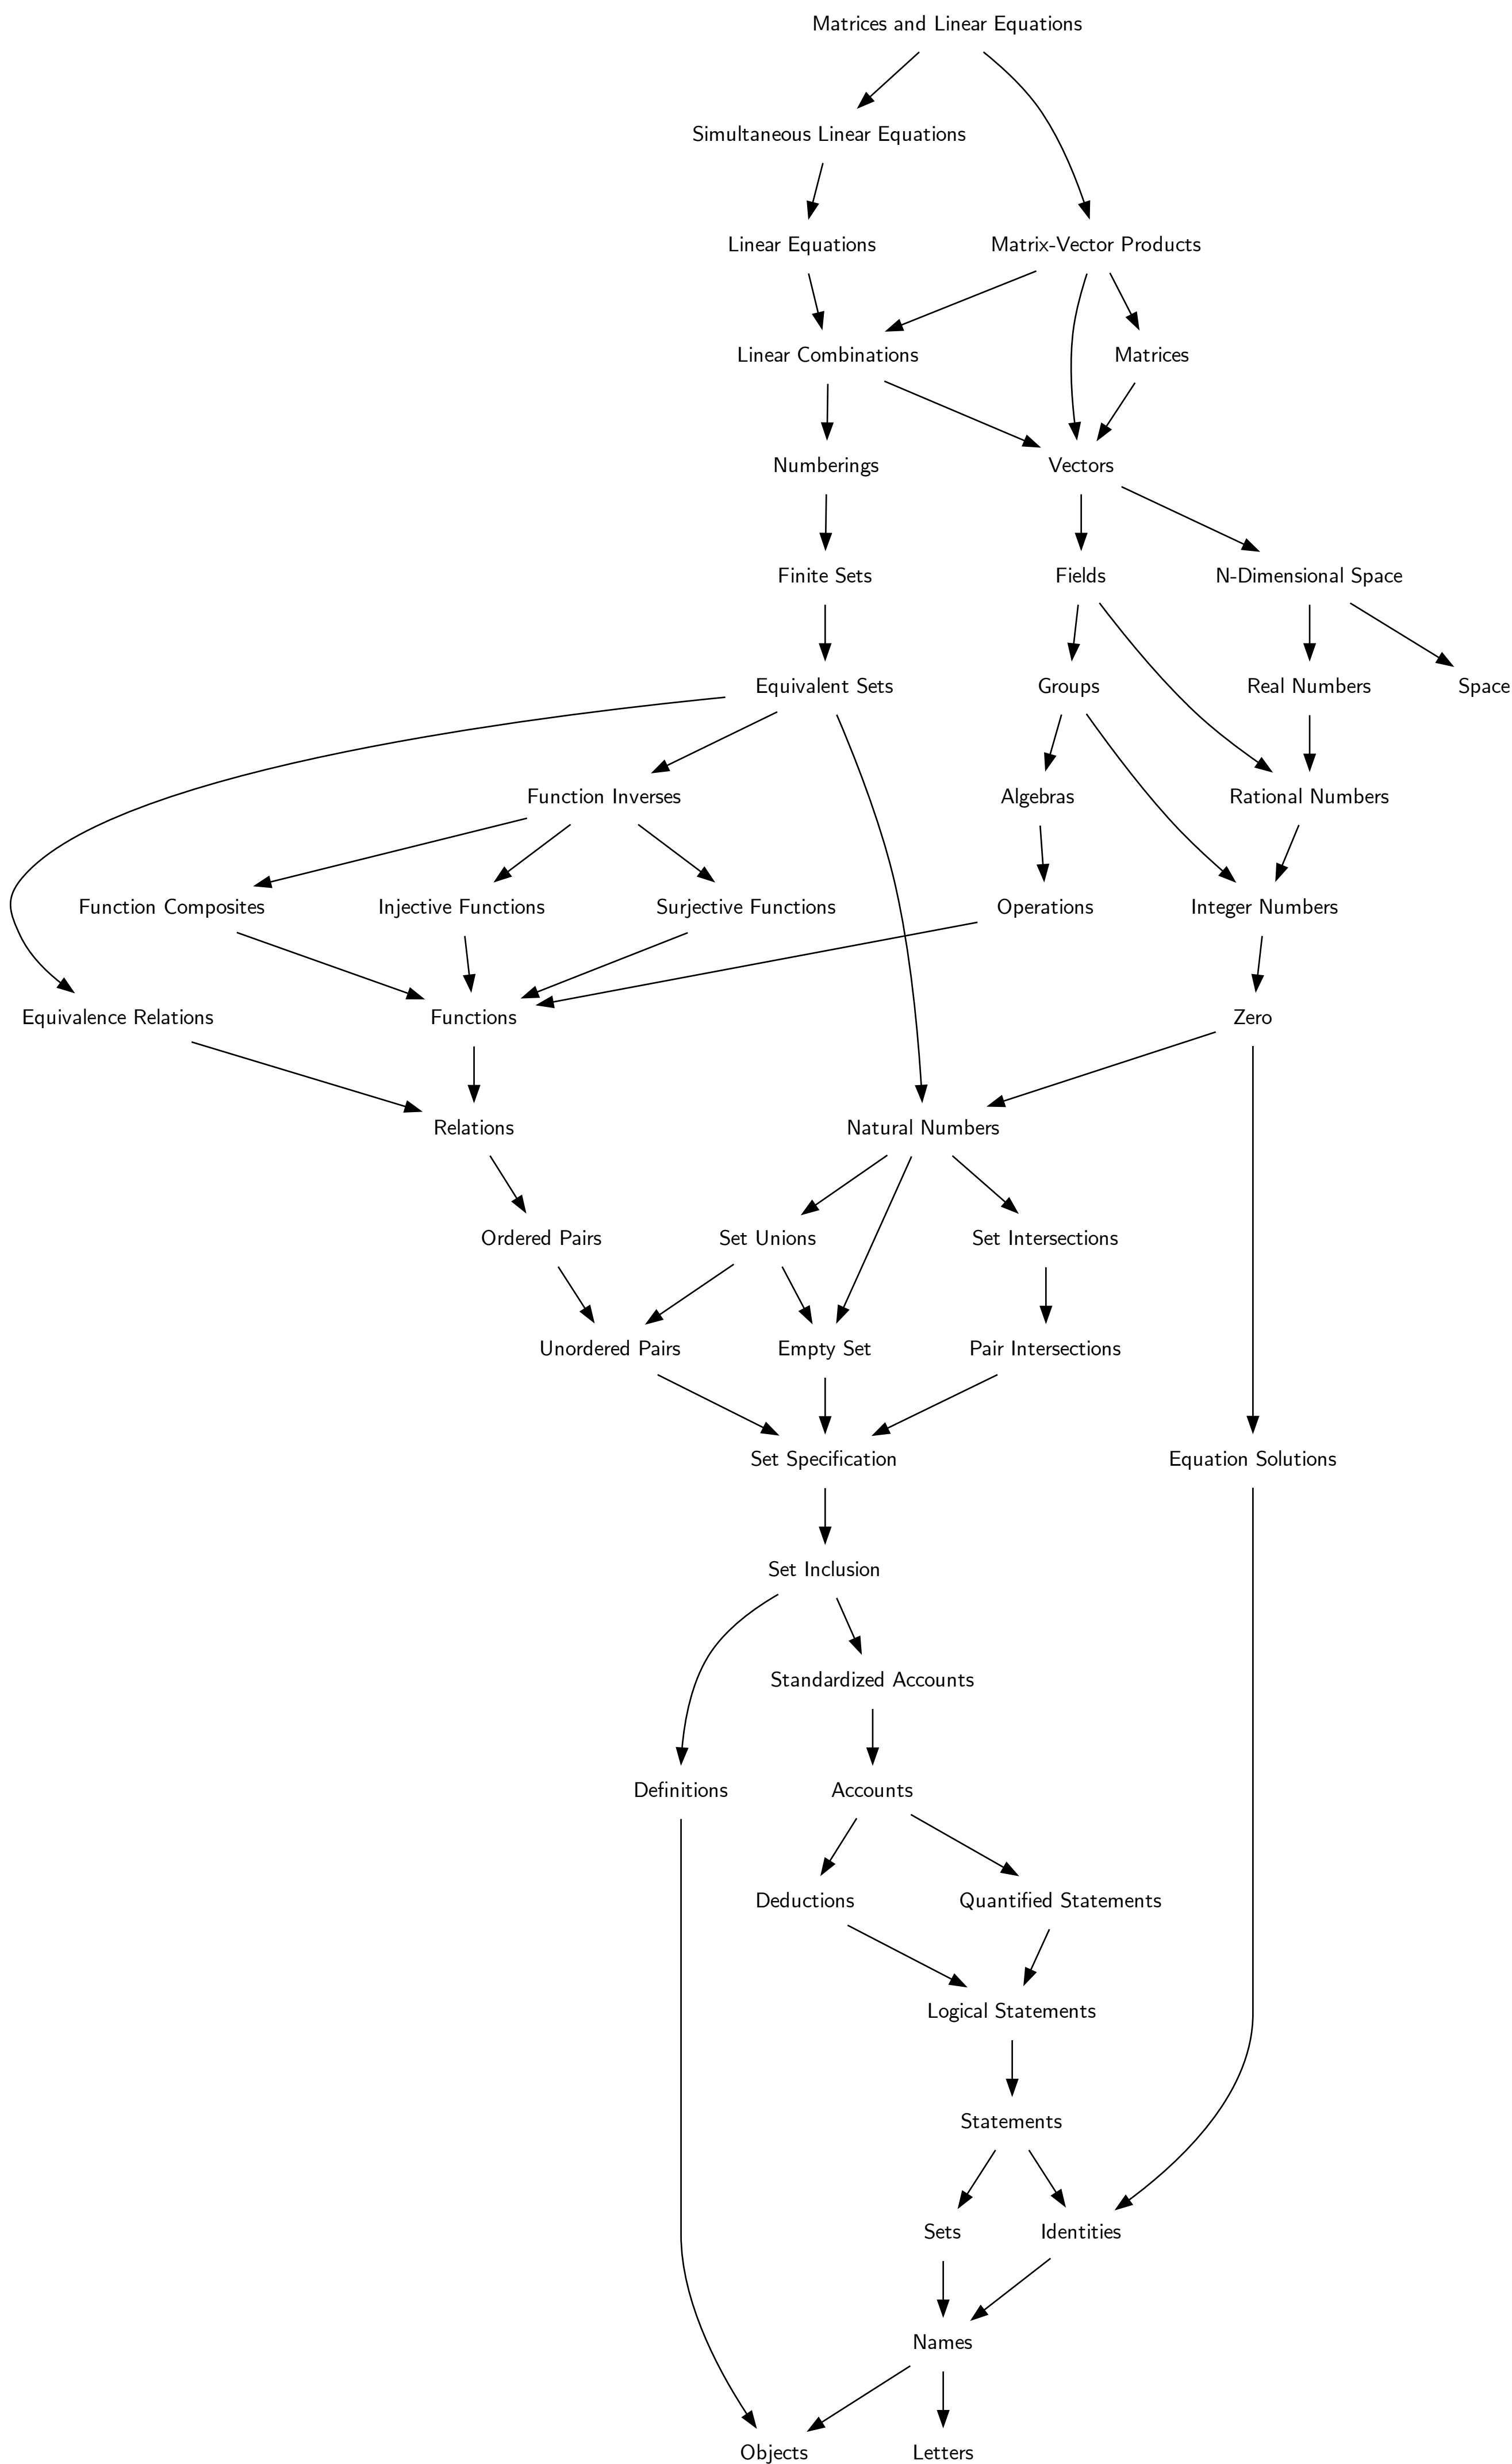 Matrices and Linear Equations
Simultaneous Linear Equations
Linear Equations
Matrix-Vector Products
Linear Combinations
Matrices
Numberings
Vectors
Finite Sets
Fields
N-Dimensional Space
Equivalent Sets
Groups
Real Numbers
Space
Function Inverses
Algebras
Rational Numbers
Function Composites
Injective Functions
Surjective Functions
Operations
Integer Numbers
Equivalence Relations
Functions
Zero
Relations
Natural Numbers
Ordered Pairs
Set Unions
Set Intersections
Unordered Pairs
Empty Set
Pair Intersections
Set Specification
Equation Solutions
Set Inclusion
Standardized Accounts
Definitions
Accounts
Deductions
Quantified Statements
Logical Statements
Statements
Sets
Identities
Names
Objects
Letters